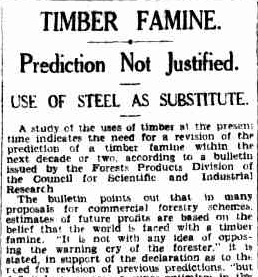 TIMBER FAMINE.
Prediction Not Justified.
USE OF STEEL AS SUBSTITUTE.
A study of the uses of timber at the present
time indicates the need for a revision of the
prediction of a timber famine within the
next decade or two, according to a bulletin
issued by the Forests Products Division of
the Council for Scientific and Industrial
Research
The bulletin points out that in many
proposals for commercial forestry schemes,
estimates of future profits are based on the
belief that the world is faced with a timber
famine. "It is not with any idea of oppos-
ing the warning cry of the forester," it is
stated, in support of the declaration as to the
need for revision of previous predictions, "but